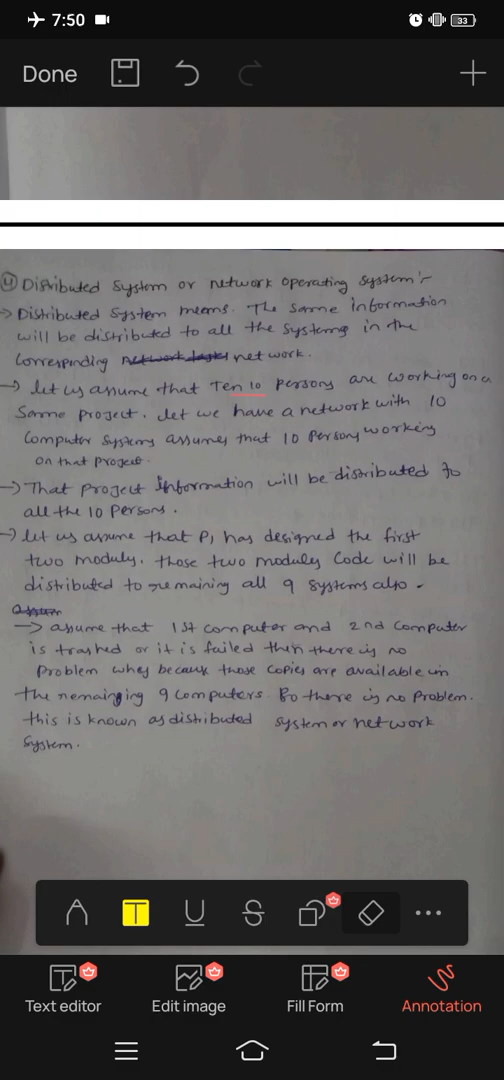 7:50
33
Done
4 Distributed System or network operating system:-
-> Distributed System means. The Same information
will be distributed to all the systems in the
Corresponding network.
-> let us assume that Ten 10 persons are working on a
Same project. let we have a network with 10
Computer Systems assumes that 10 Persons working
on that project.
-> That project information will be distributed to
all the 10 Persons.
-> let us assume that P1 has designed the first
two moduly. those two moduly Code will be
distributed to remaining all 9 systems also.
-> assume that 1st computer and 2nd computer
is trashed or it is failed then there is no
Problem whey because those copies are available in
the remaining 9 computers so there is no problem.
this is known as distributed system or network
System.
Text editor
Edit image
Fill Form
Annotation